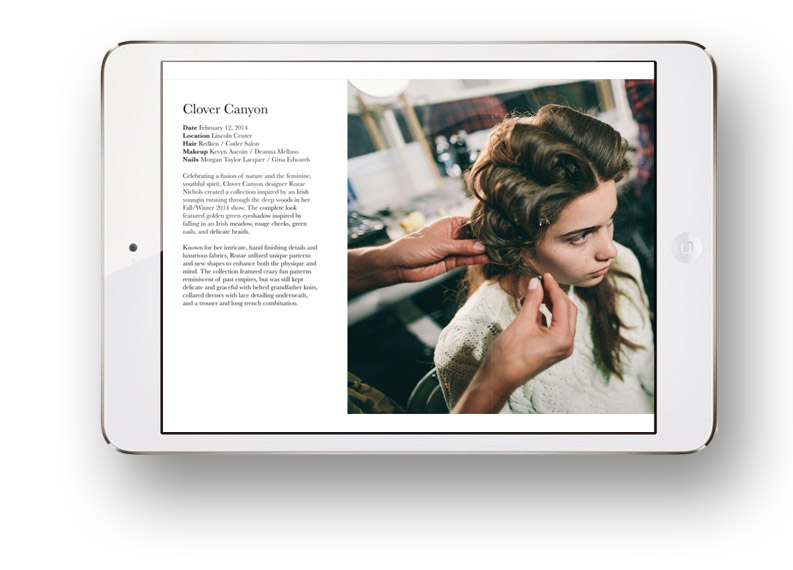 Clover Canyon
Date February 12, 2014
Location Lincoln Center
Hair Redken / Cutler Salon
Makeup Kevyn Aucoin / Deanna Melluso
Nails Morgan Taylor Lacquer / Gina Edwards
Celebrating a fusion of nature and the feminine,
youthful spirit, Clover Canyon designer Rozae
Nichols created a collection inspired by an Irish
youngin running through the deep woods in her
Fall/Winter 2014 show. The complete look
featured golden green eyeshadow inspired by
falling in an Irish meadow, rouge cheeks, green
nails, and delicate braids.
Known for her intricate, hand finishing details and
luxurious fabrics, Rozae utilized unique patterns
and new shapes to enhance both the physique and
mind. The collection featured crazy fun patterns
reminiscent of past empires, but was still kept
delicate and graceful with belted grandfather knits,
collared dresses with lace detailing underneath,
and a trouser and long trench combination.